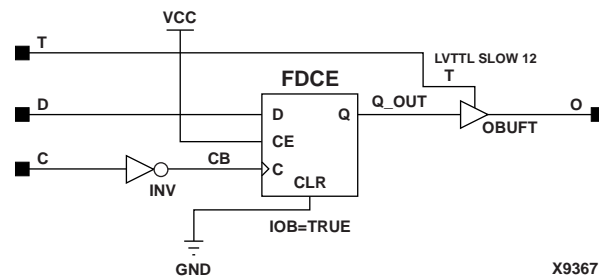 VCC
T
LVTTL SLOW 12
T
FDCE
D
D
Q
Q_OUT
O
OBUFT
CE
C
CB
C
INV
CLR
IOB=TRUE
GND
X9367